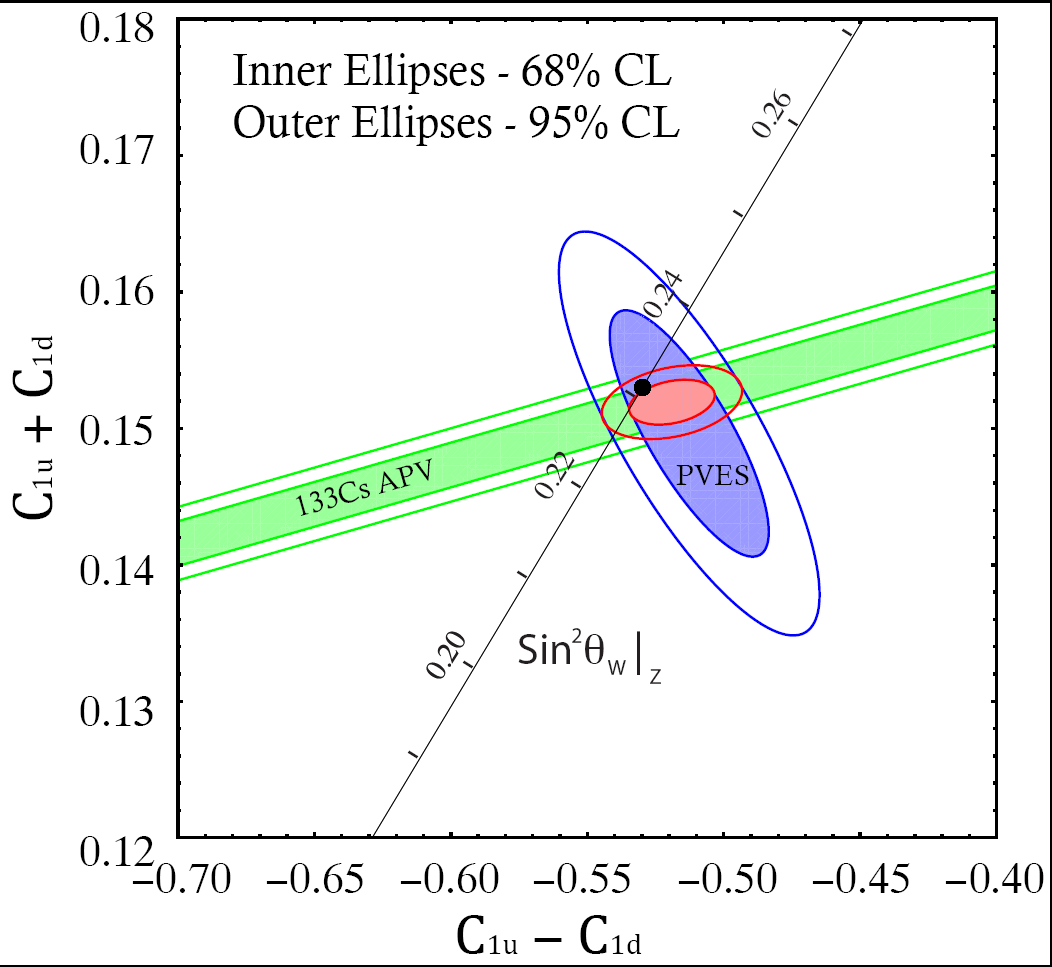 Inner Ellipses - 68% CL
Outer Ellipses - 95% CL
0.18
0.17
0.16
0.15
0.14
0.13
0.12
C1u + C1d
0.26
0.24
0.22
0.20
133Cs APV
PVES
Sin²θw|z
−0.70 −0.65 −0.60 −0.55 −0.50 −0.45 −0.40
C1u − C1d